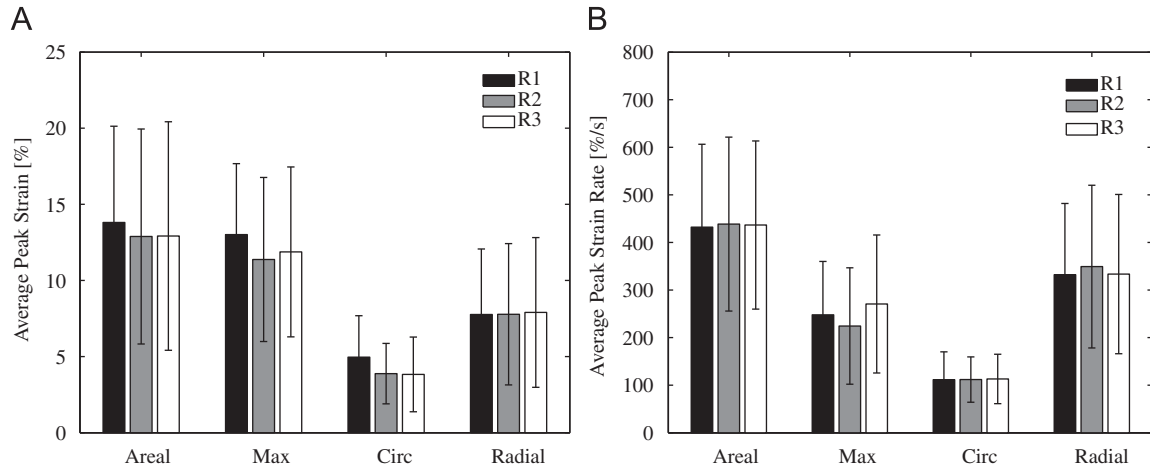 A
Average Peak Strain [%]
25
20
15
10
5
0
R1
R2
R3
Areal Max Circ Radial
B
Average Peak Strain Rate [%/s]
800
700
600
500
400
300
200
100
0
R1
R2
R3
Areal Max Circ Radial